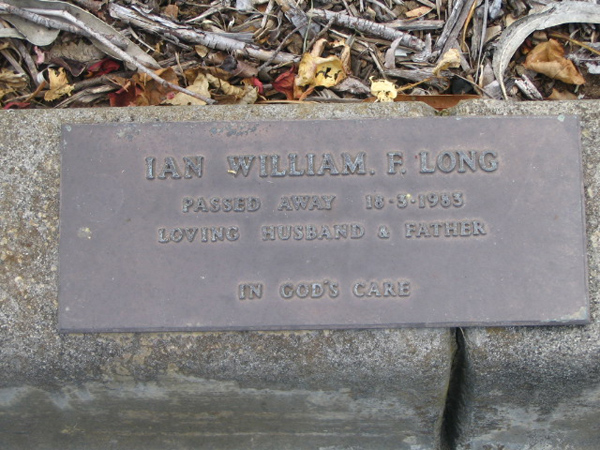 IAN WILLIAM. F. LONG
PASSED AWAY 18-3-1983
LOVING HUSBAND & FATHER
IN GOD'S CARE